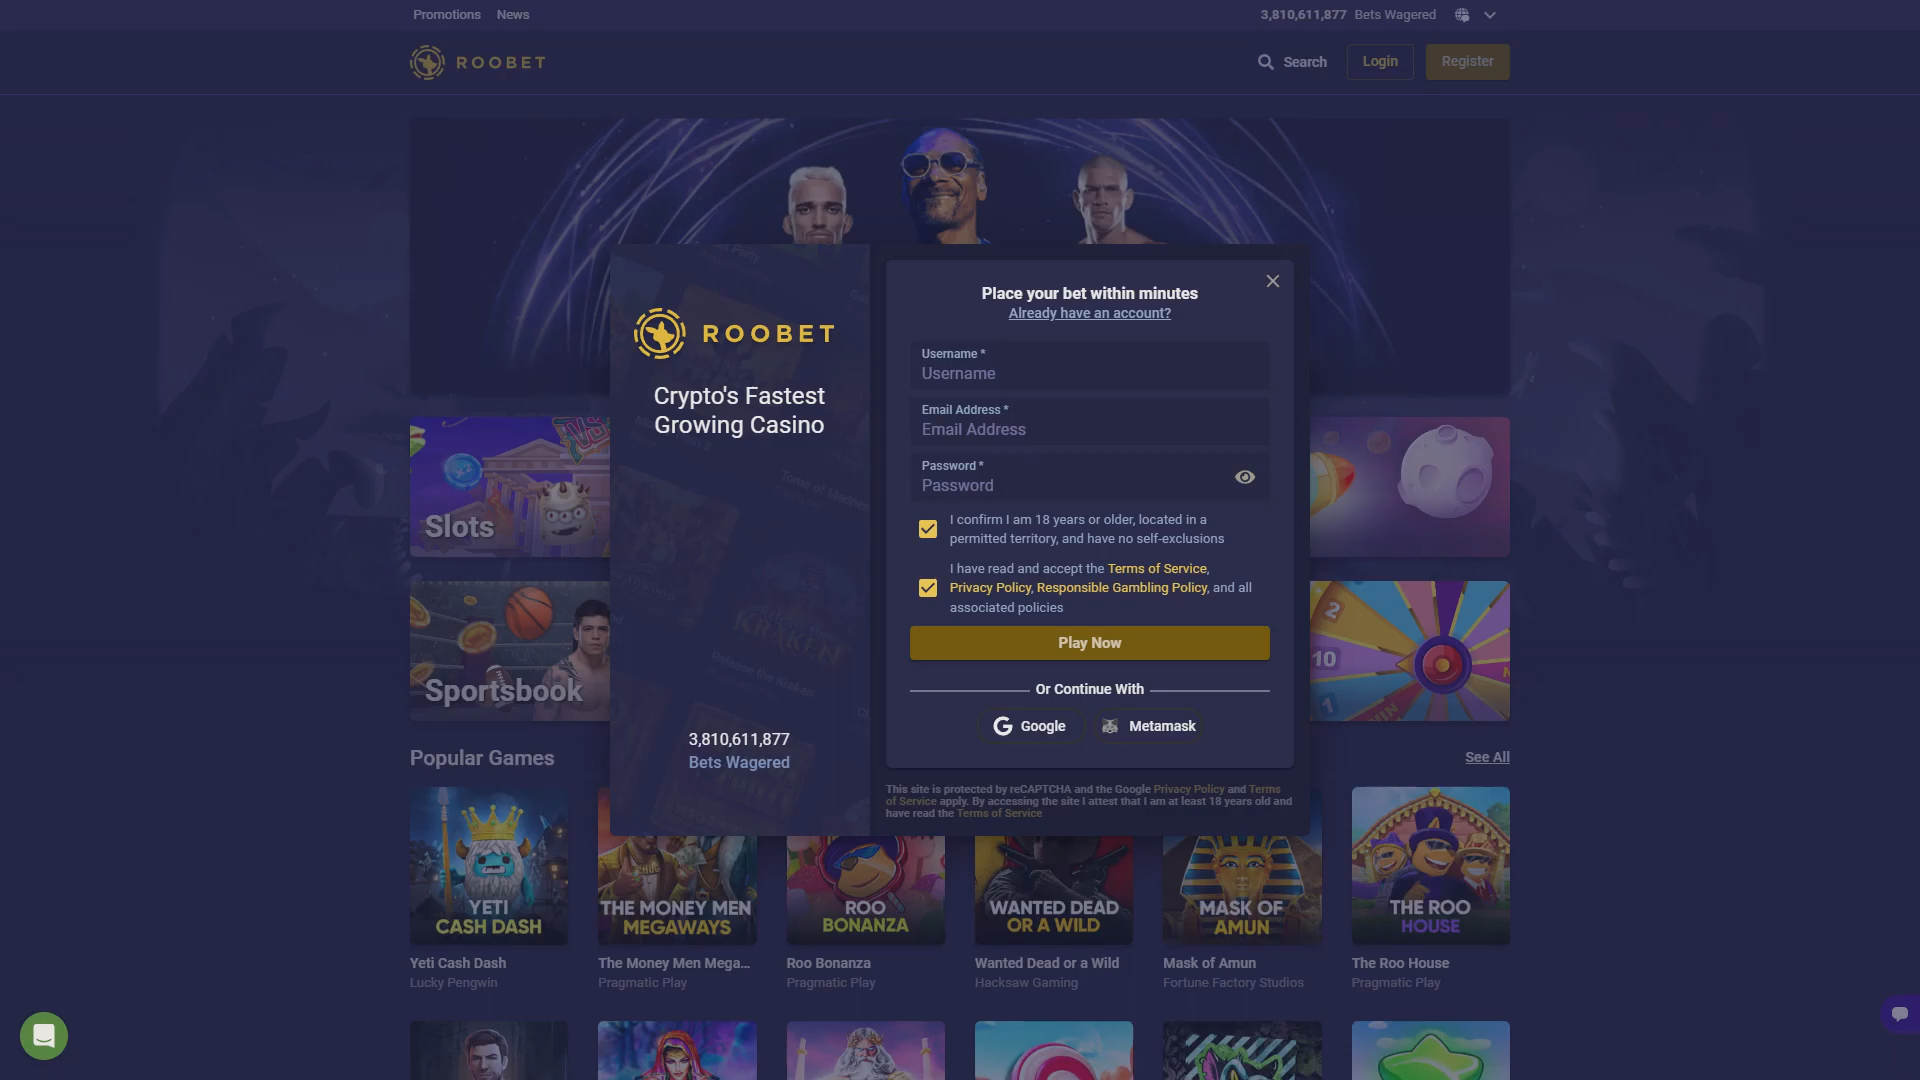 Promotions News
3,810,611,877 Bets Wagered
ROOBET
Search
Login
Register
ROOBET
Crypto's Fastest
Growing Casino
3,810,611,877
Bets Wagered
Place your bet within minutes
Already have an account?
Username *
Username
Email Address *
Email Address
Password *
Password
I confirm I am 18 years or older, located in a
permitted territory, and have no self-exclusions
I have read and accept the Terms of Service,
Privacy Policy, Responsible Gambling Policy, and all
associated policies
Play Now
Or Continue With
Google
Metamask
This site is protected by reCAPTCHA and the Google Privacy Policy and Terms
of Service apply. By accessing the site I attest that I am at least 18 years old and
have read the Terms of Service
Slots
Sportsbook
2
10
1
Popular Games
See All
YETI
CASH DASH
THE MONEY MEN
MEGAWAYS
ROO
BONANZA
WANTED DEAD
OR A WILD
MASK OF
AMUN
THE ROO
HOUSE
Yeti Cash Dash
Lucky Pengwin
The Money Men Mega...
Pragmatic Play
Roo Bonanza
Pragmatic Play
Wanted Dead or a Wild
Hacksaw Gaming
Mask of Amun
Fortune Factory Studios
The Roo House
Pragmatic Play